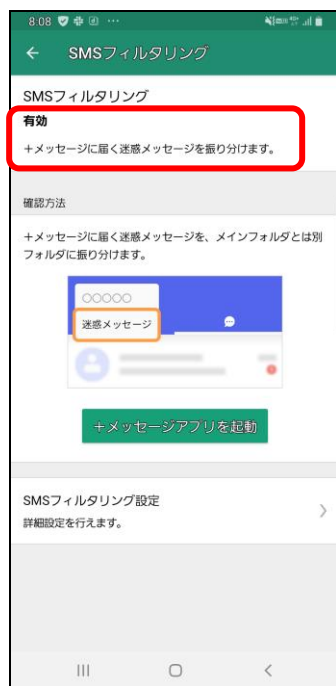 8:08
SMSフィルタリング
SMSフィルタリング
有効
+メッセージに届く迷惑メッセージを振り分けます。
確認方法
+メッセージに届く迷惑メッセージを、メインフォルダとは別
フォルダに振り分けます。
○○○○○
迷惑メッセージ
+メッセージアプリを起動
SMSフィルタリング設定
詳細設定を行えます。